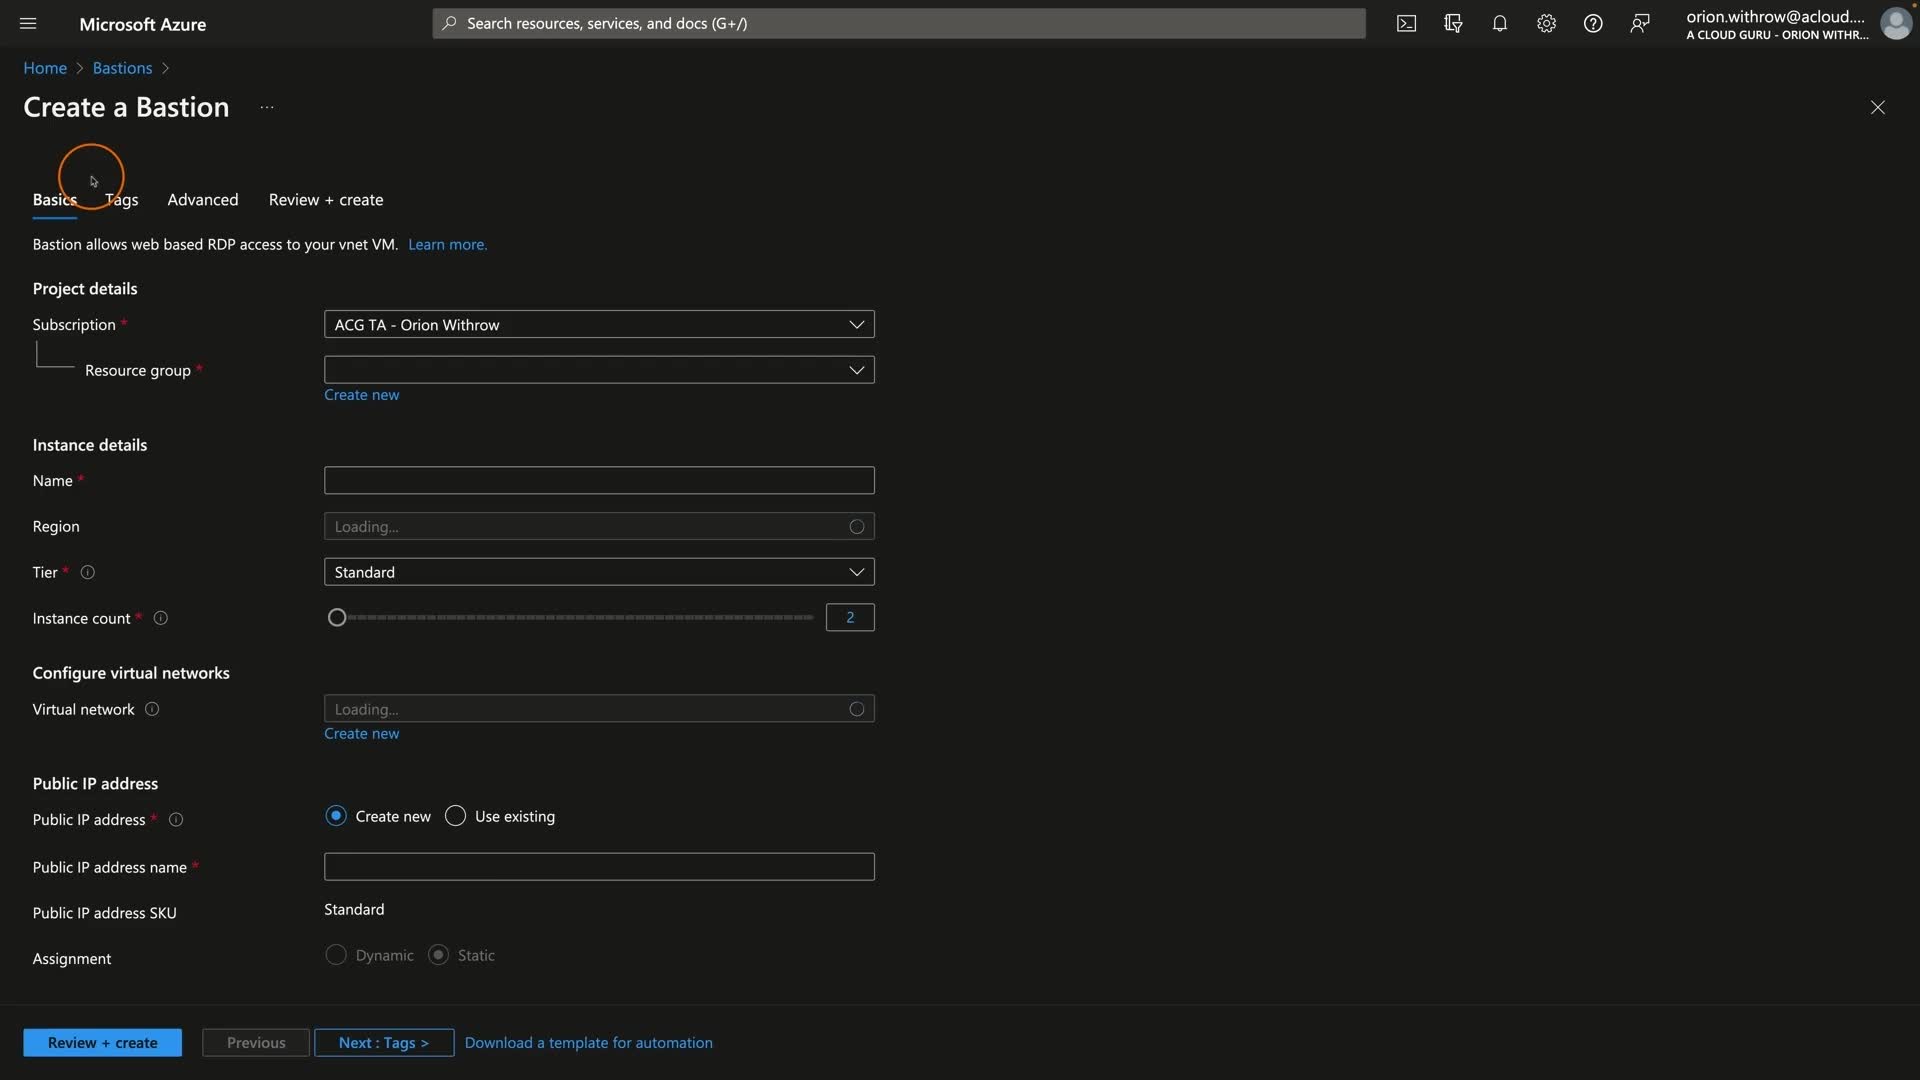 Microsoft Azure
Search resources, services, and docs (G+/)
orion.withrow@acloud....
A CLOUD GURU - ORION WITHR...
Home > Bastions >
Create a Bastion ...
Basics Tags Advanced Review + create
Bastion allows web based RDP access to your vnet VM. Learn more.
Project details
Subscription * ACG TA - Orion Withrow
Resource group *
Create new
Instance details
Name *
Region Loading...
Tier * Standard
Instance count * 2
Configure virtual networks
Virtual network Loading...
Create new
Public IP address
Public IP address * Create new Use existing
Public IP address name *
Public IP address SKU Standard
Assignment Dynamic Static
Review + create Previous Next : Tags > Download a template for automation